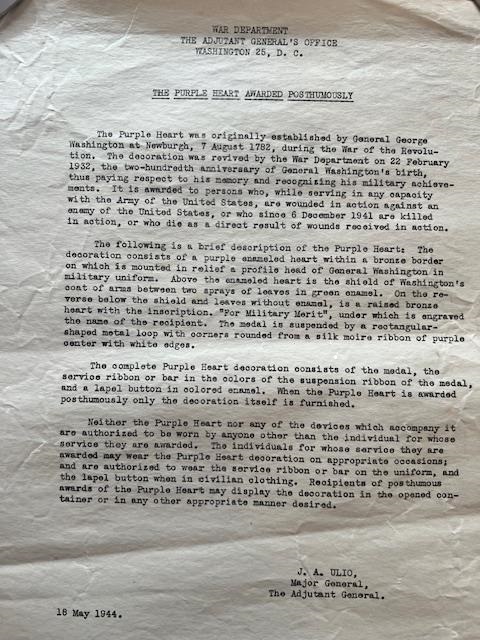 WAR DEPARTMENT
THE ADJUTANT GENERAL'S OFFICE
WASHINGTON 25, D. C.
THE PURPLE HEART AWARDED POSTHUMOUSLY
The Purple Heart was originally established by General George
Washington at Newburgh, 7 August 1782, during the War of the Revolu-
tion. The decoration was revived by the War Department on 22 February
1932, the two-hundredth anniversary of General Washington's birth,
thus paying respect to his memory and recognizing his military achieve-
ments. It is awarded to persons who, while serving in any capacity
with the Army of the United States, are wounded in action against an
enemy of the United States, or who since 6 December 1941 are killed
in action, or who die as a direct result of wounds received in action.
The following is a brief description of the Purple Heart: The
decoration consists of a purple enameled heart within a bronze border
on which is mounted in relief a profile head of General Washington in
military uniform. Above the enameled heart is the shield of Washington's
coat of arms between two sprays of leaves in green enamel. On the re-
verse below the shield and leaves without enamel, is a raised bronze
heart with the inscription. "For Military Merit", under which is engraved
the name of the recipient. The medal is suspended by a rectangular-
shaped metal loop with corners rounded from a silk moire ribbon of purple
center with white edges.
The complete Purple Heart decoration consists of the medal, the
service ribbon or bar in the colors of the suspension ribbon of the medal,
and a lapel button in colored enamel. When the Purple Heart is awarded
posthumously only the decoration itself is furnished.
Neither the Purple Heart nor any of the devices which accompany it
are authorized to be worn by anyone other than the individual for whose
service they are awarded. The individuals for whose service they are
awarded may wear the Purple Heart decoration on appropriate occasions;
and are authorized to wear the service ribbon or bar on the uniform, and
the lapel button when in civilian clothing. Recipients of posthumous
awards of the Purple Heart may display the decoration in the opened con-
tainer or in any other appropriate manner desired.
J. A. ULIO,
Major General,
The Adjutant General.
18 May 1944.